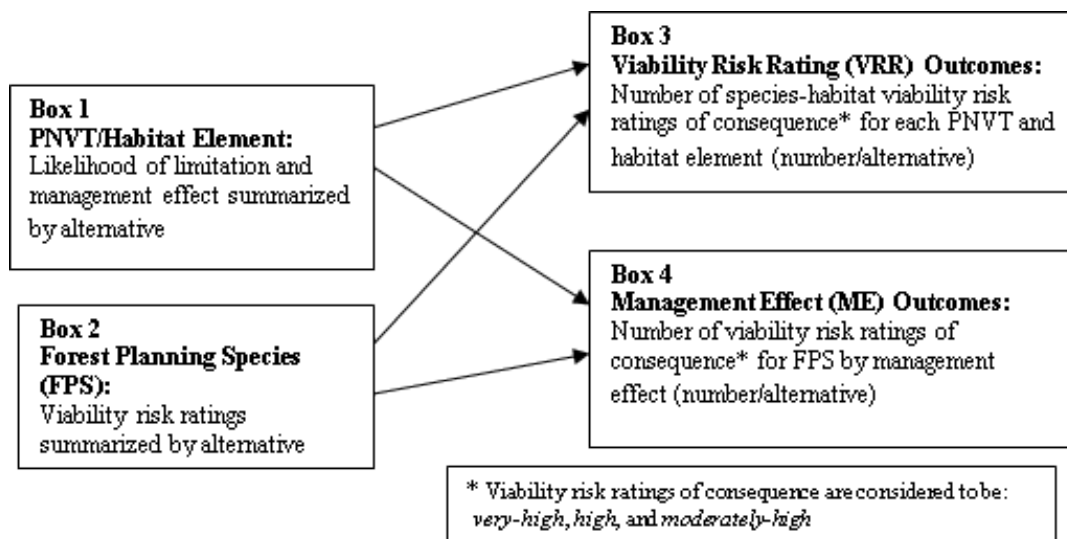 Box 1
PNVT/Habitat Element:
Likelihood of limitation and
management effect summarized
by alternative
Box 2
Forest Planning Species
(FPS):
Viability risk ratings
summarized by alternative
Box 3
Viability Risk Rating (VRR) Outcomes:
Number of species-habitat viability risk
ratings of consequence* for each PNVT and
habitat element (number/alternative)
Box 4
Management Effect (ME) Outcomes:
Number of viability risk ratings of
consequence* for FPS by management
effect (number/alternative)
* Viability risk ratings of consequence are considered to be:
very-high, high, and moderately-high